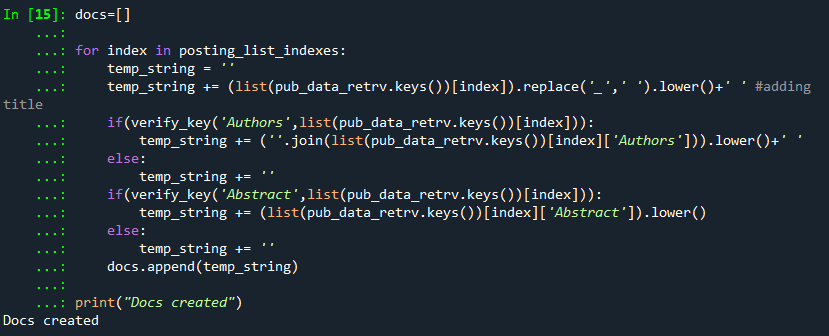 In [15]: docs=[]
    ...:
    ...: for index in posting_list_indexes:
    ...:     temp_string = ''
    ...:     temp_string += (list(pub_data_retrv.keys())[index]).replace('_',' ').lower()+' ' #adding
title
    ...:     if(verify_key('Authors',list(pub_data_retrv.keys())[index])):
    ...:         temp_string += (''.join(list(pub_data_retrv.keys())[index]['Authors'])).lower()+' '
    ...:     else:
    ...:         temp_string += ''
    ...:     if(verify_key('Abstract',list(pub_data_retrv.keys())[index])):
    ...:         temp_string += (list(pub_data_retrv.keys())[index]['Abstract']).lower()
    ...:     else:
    ...:         temp_string += ''
    ...:     docs.append(temp_string)
    ...:
    ...: print("Docs created")
Docs created